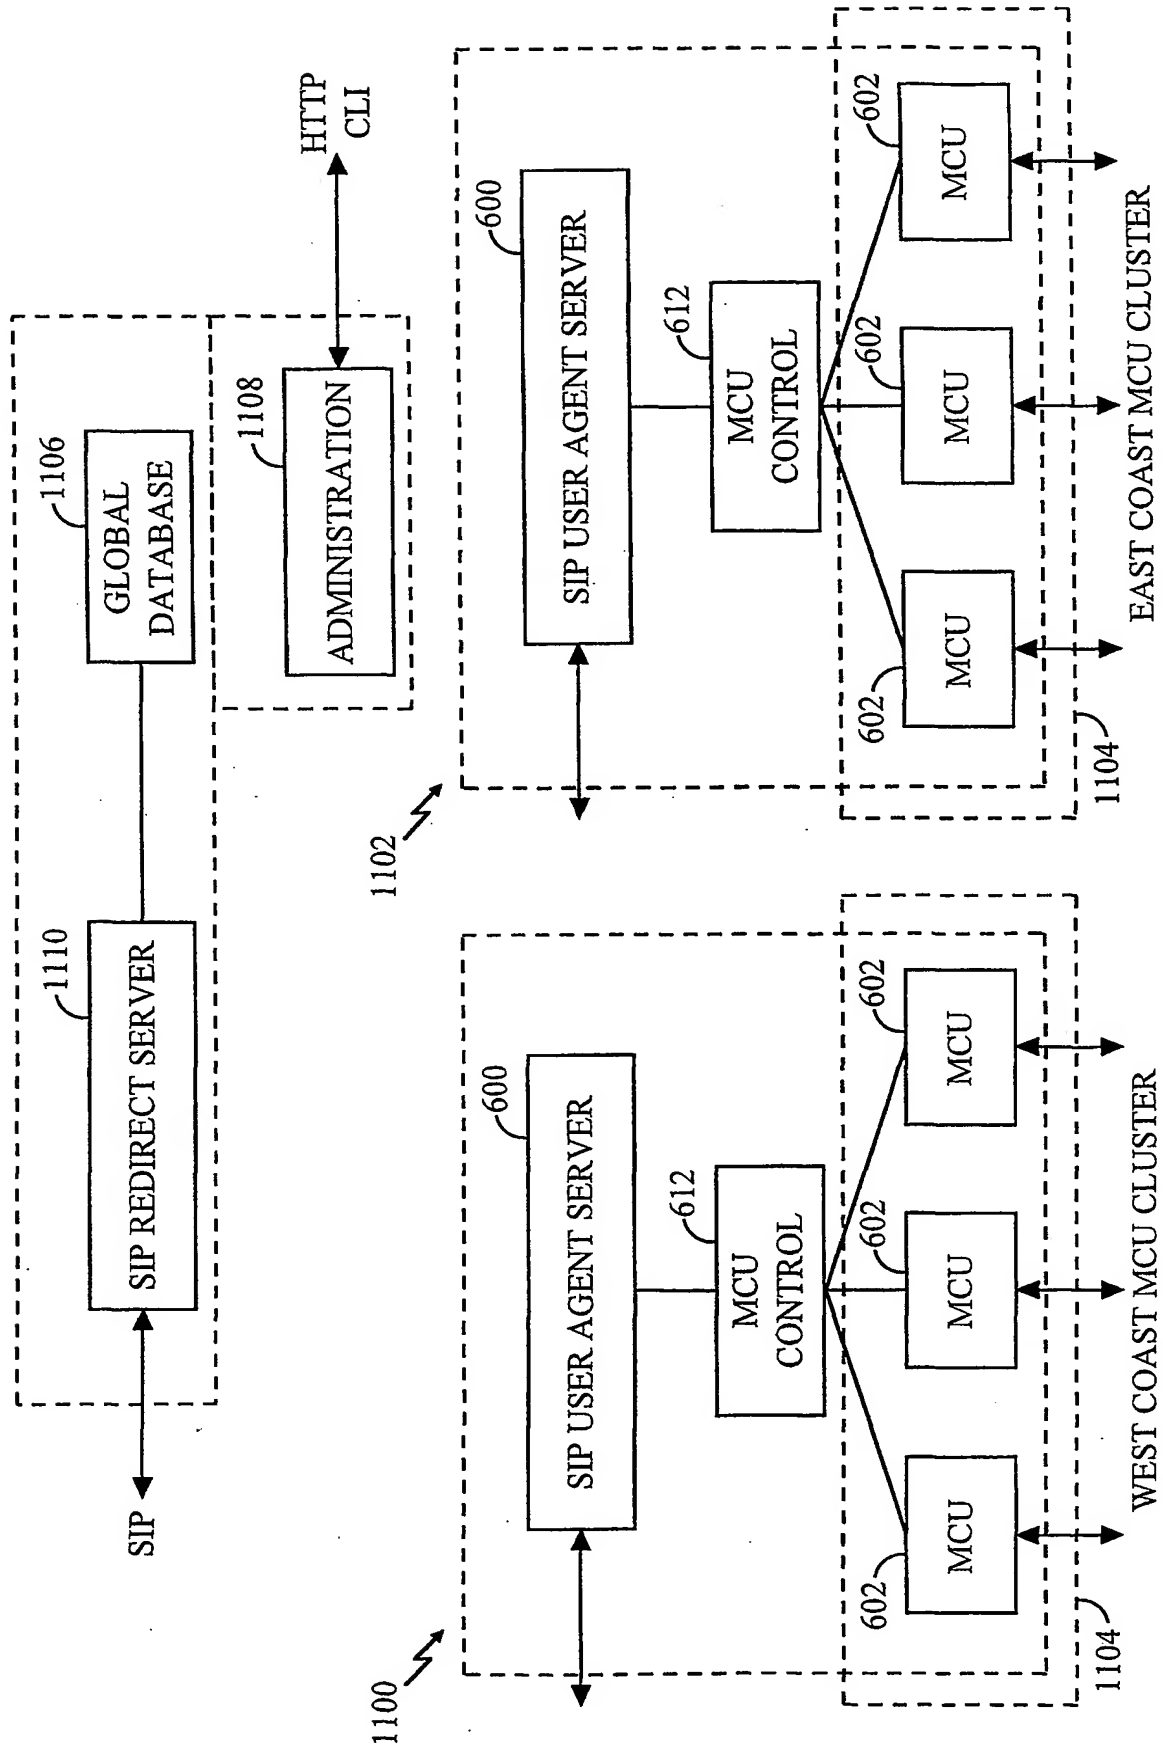 SIP
1110
SIP REDIRECT SERVER
1106
GLOBAL
DATABASE
1108
ADMINISTRATION
HTTP
CLI
1100
600
SIP USER AGENT SERVER
612
MCU
CONTROL
602
MCU
602
MCU
602
MCU
1104
WEST COAST MCU CLUSTER
1102
600
SIP USER AGENT SERVER
612
MCU
CONTROL
602
MCU
602
MCU
602
MCU
1104
EAST COAST MCU CLUSTER